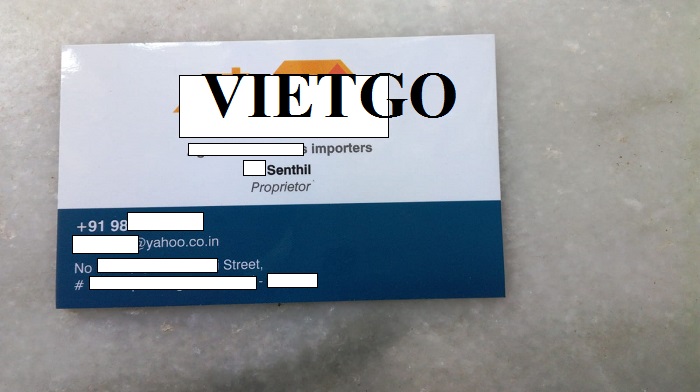 VIETGO
s importers
Senthil
Proprietor
+91 98
@yahoo.co.in
No Street,
# -